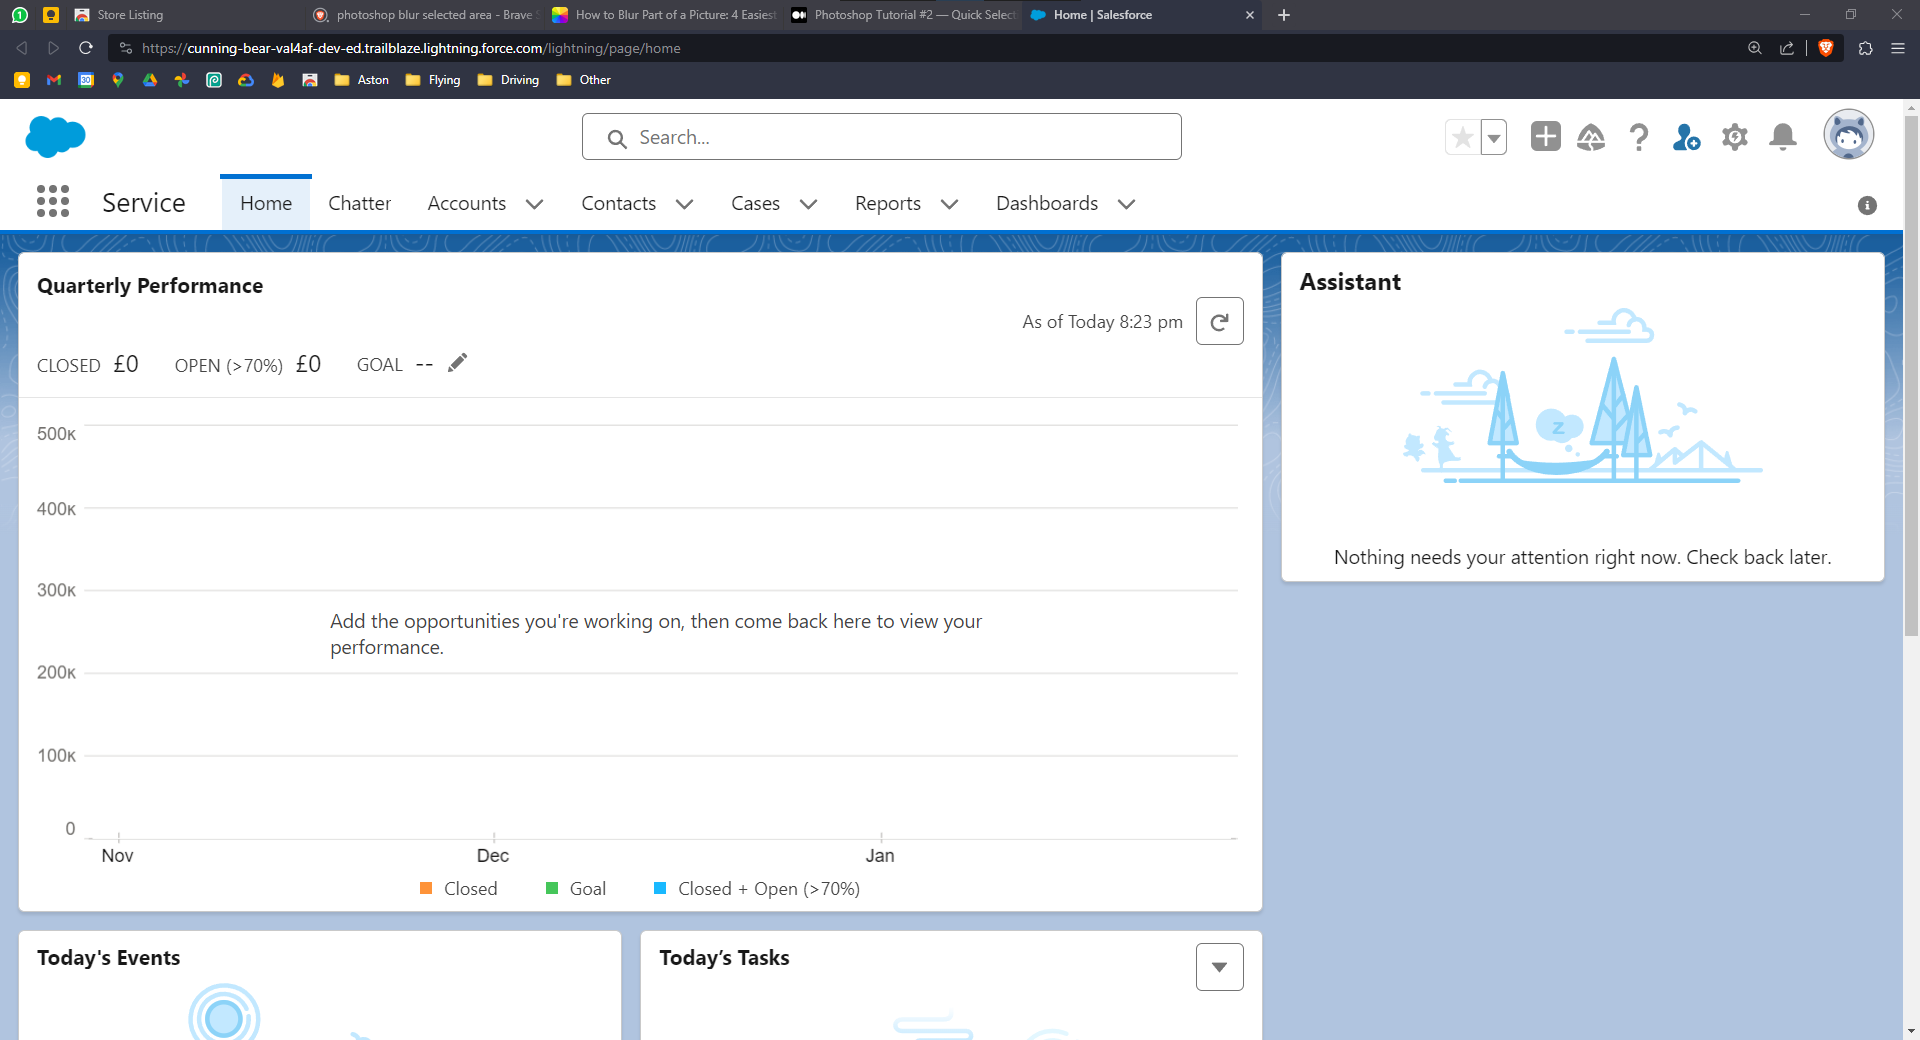 1
Store Listing
photoshop blur selected area - Brave S
How to Blur Part of a Picture: 4 Easiest
Photoshop Tutorial #2 — Quick Select
Home | Salesforce
https://cunning-bear-val4af-dev-ed.trailblaze.lightning.force.com/lightning/page/home
30
Aston
Flying
Driving
Other
Search...
Service
Home
Chatter
Accounts
Contacts
Cases
Reports
Dashboards
Quarterly Performance
As of Today 8:23 pm
CLOSED £0 OPEN (>70%) £0 GOAL --
500K
400K
300K
Add the opportunities you're working on, then come back here to view your
performance.
200K
100K
0
Nov Dec Jan
Closed Goal Closed + Open (>70%)
Assistant
z
Nothing needs your attention right now. Check back later.
Today's Events
Today’s Tasks